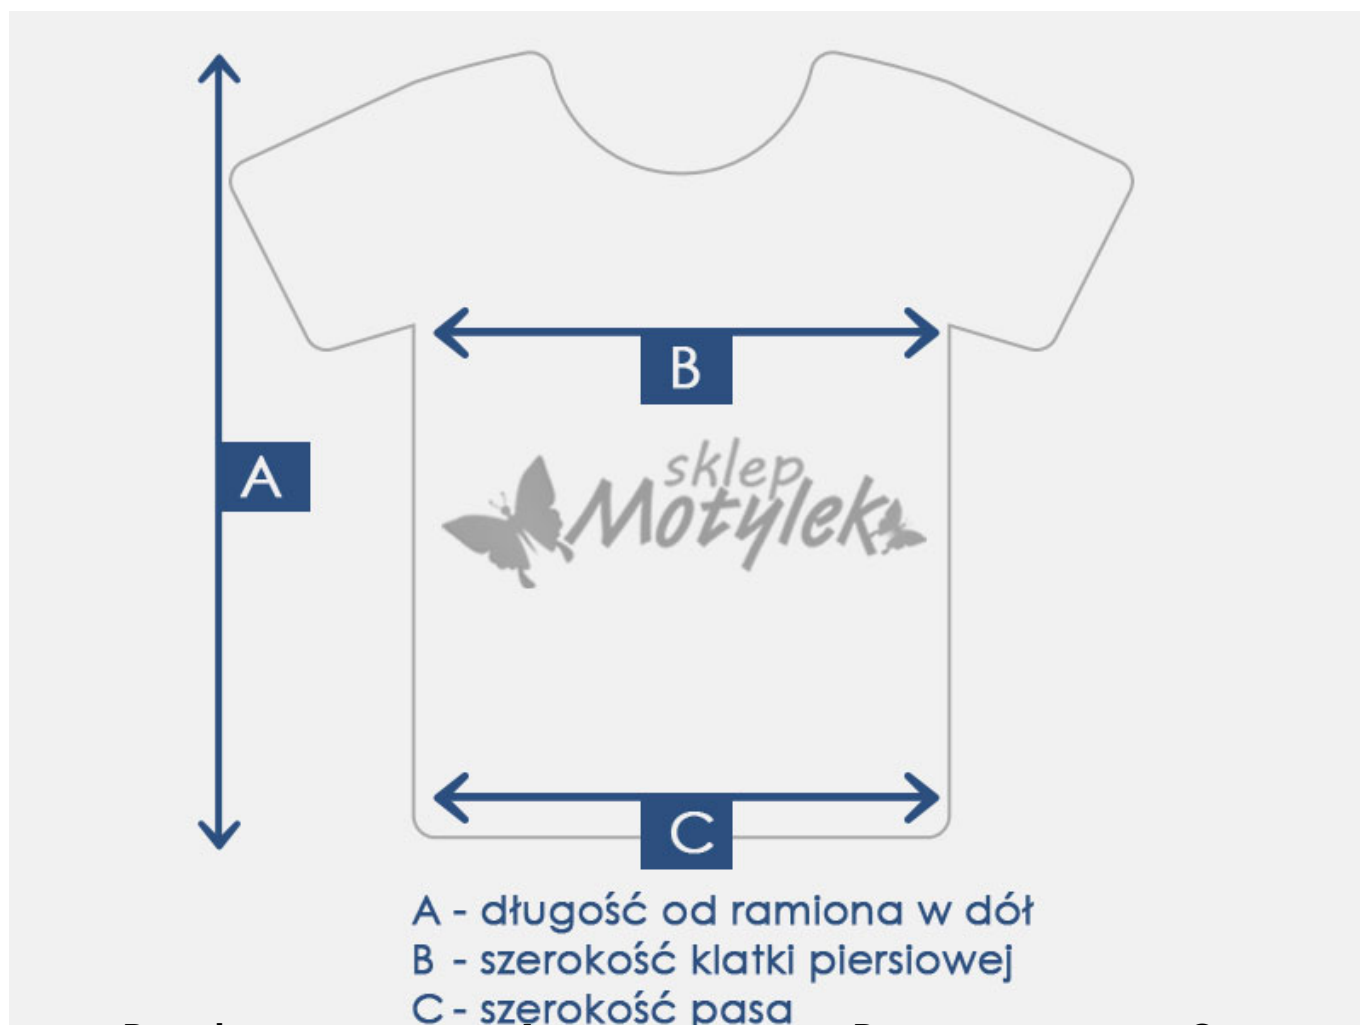 A
B
sklep
Motylek
C
A - długość od ramiona w dół
B - szerokość klatki piersiowej
C - szerokość pasa